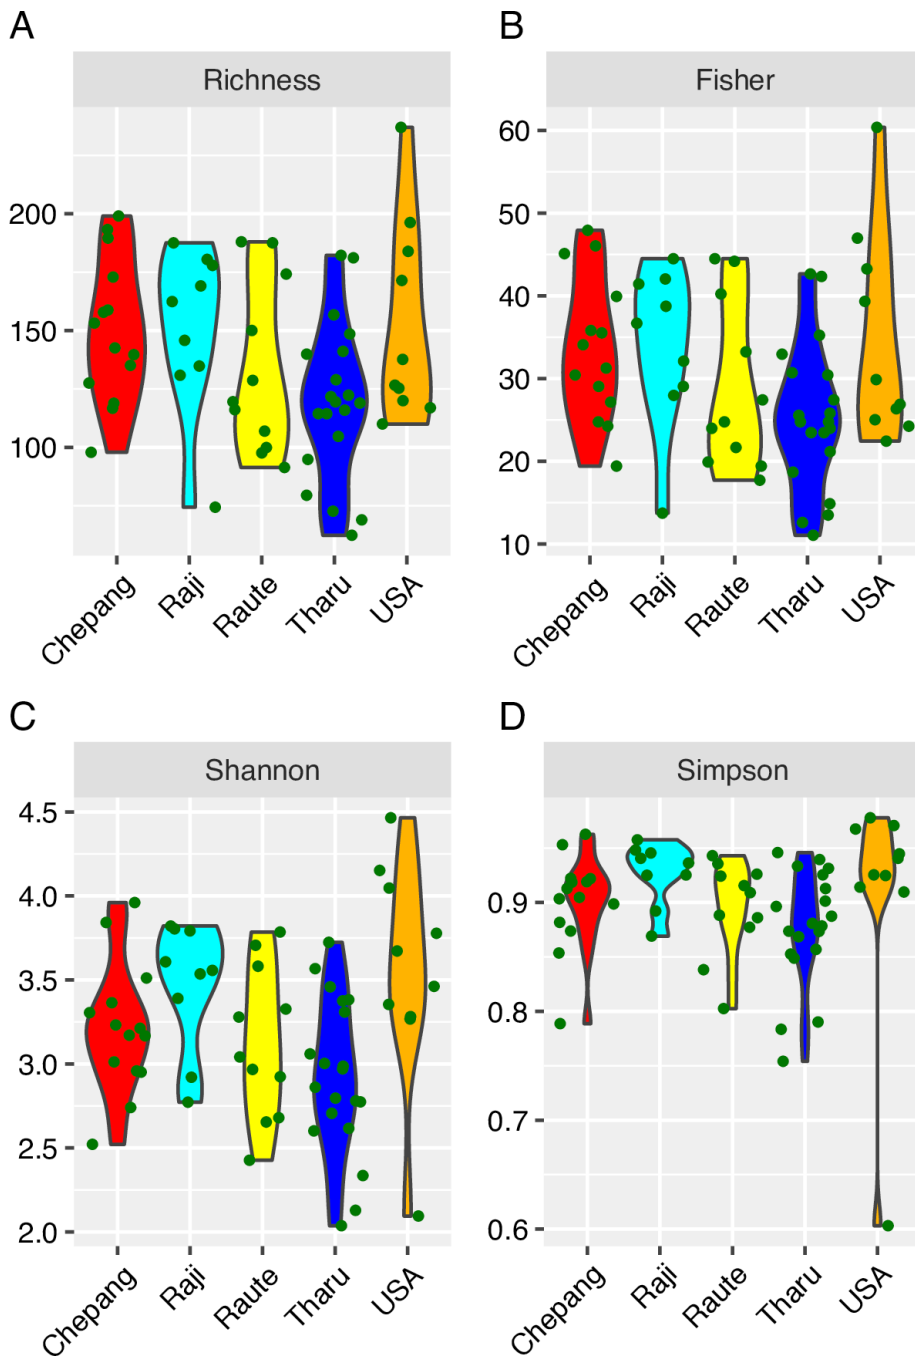 A
Richness
200
150
100
Chepang
Raji
Raute
Tharu
USA
B
Fisher
60
50
40
30
20
10
Chepang
Raji
Raute
Tharu
USA
C
Shannon
4.5
4.0
3.5
3.0
2.5
2.0
Chepang
Raji
Raute
Tharu
USA
D
Simpson
0.9
0.8
0.7
0.6
Chepang
Raji
Raute
Tharu
USA